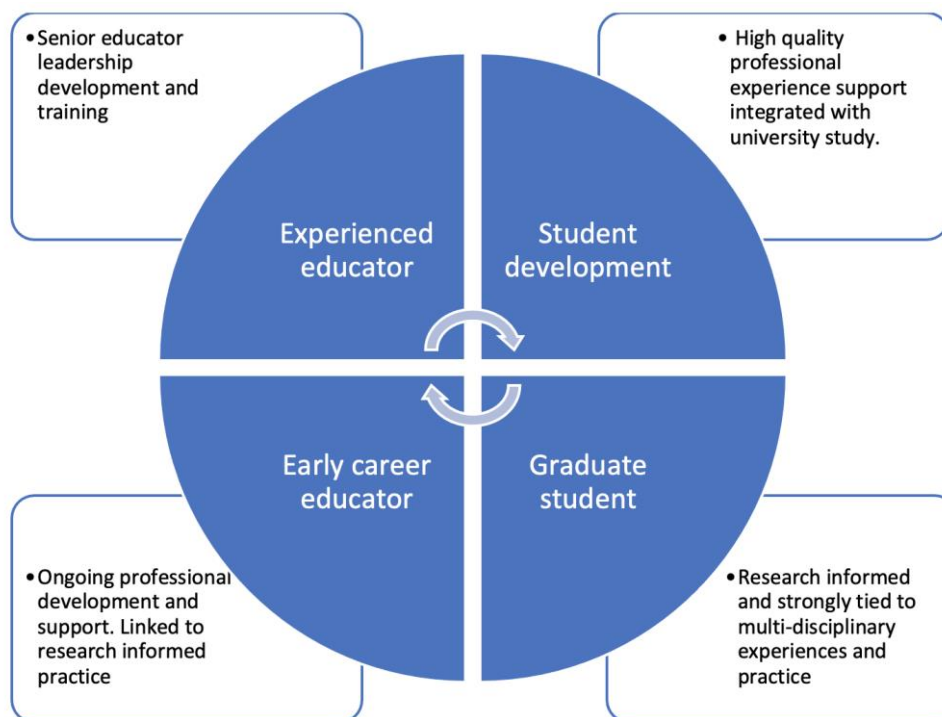 •Senior educator
leadership
development and
training
• High quality
professional
experience support
integrated with
university study.
Experienced
educator
Student
development
Early career
educator
Graduate
student
•Ongoing professional
development and
support. Linked to
research informed
practice
•Research informed
and strongly tied to
multi-disciplinary
experiences and
practice